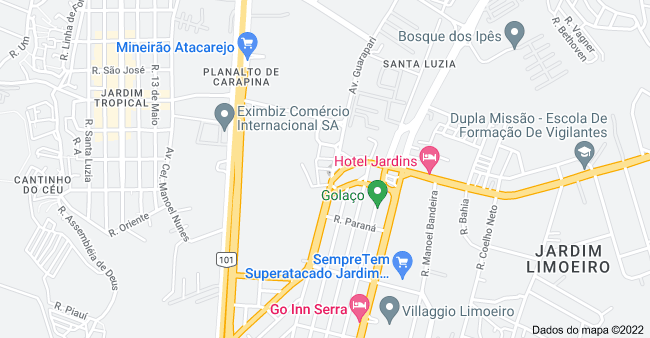 R. Um
R. Linha de Fon
Mineirão Atacarejo
Bosque dos Ipês
R. Vagner
R. Bethoven
R. São José
PLANALTO DE
CARAPINA
Av. Guarapari
SANTA LUZIA
JARDIM
TROPICAL
R. 13 de Maio
Eximbiz Comércio
Internacional SA
Dupla Missão - Escola De
Formação De Vigilantes
R. Santa Luzia
R. A
Hotel Jardins
CANTINHO
DO CÉU
Av. Cel. Manoel Nunes
Golaço
R. Oriente
R. Paraná
R. Manoel Bandeira
R. Bahia
R. Coelho Neto
R. Assembléia de Deus
101
SempreTem
Superatacado Jardim...
JARDIM
LIMOEIRO
R. Piauí
Go Inn Serra
Villaggio Limoeiro
Dados do mapa ©2022